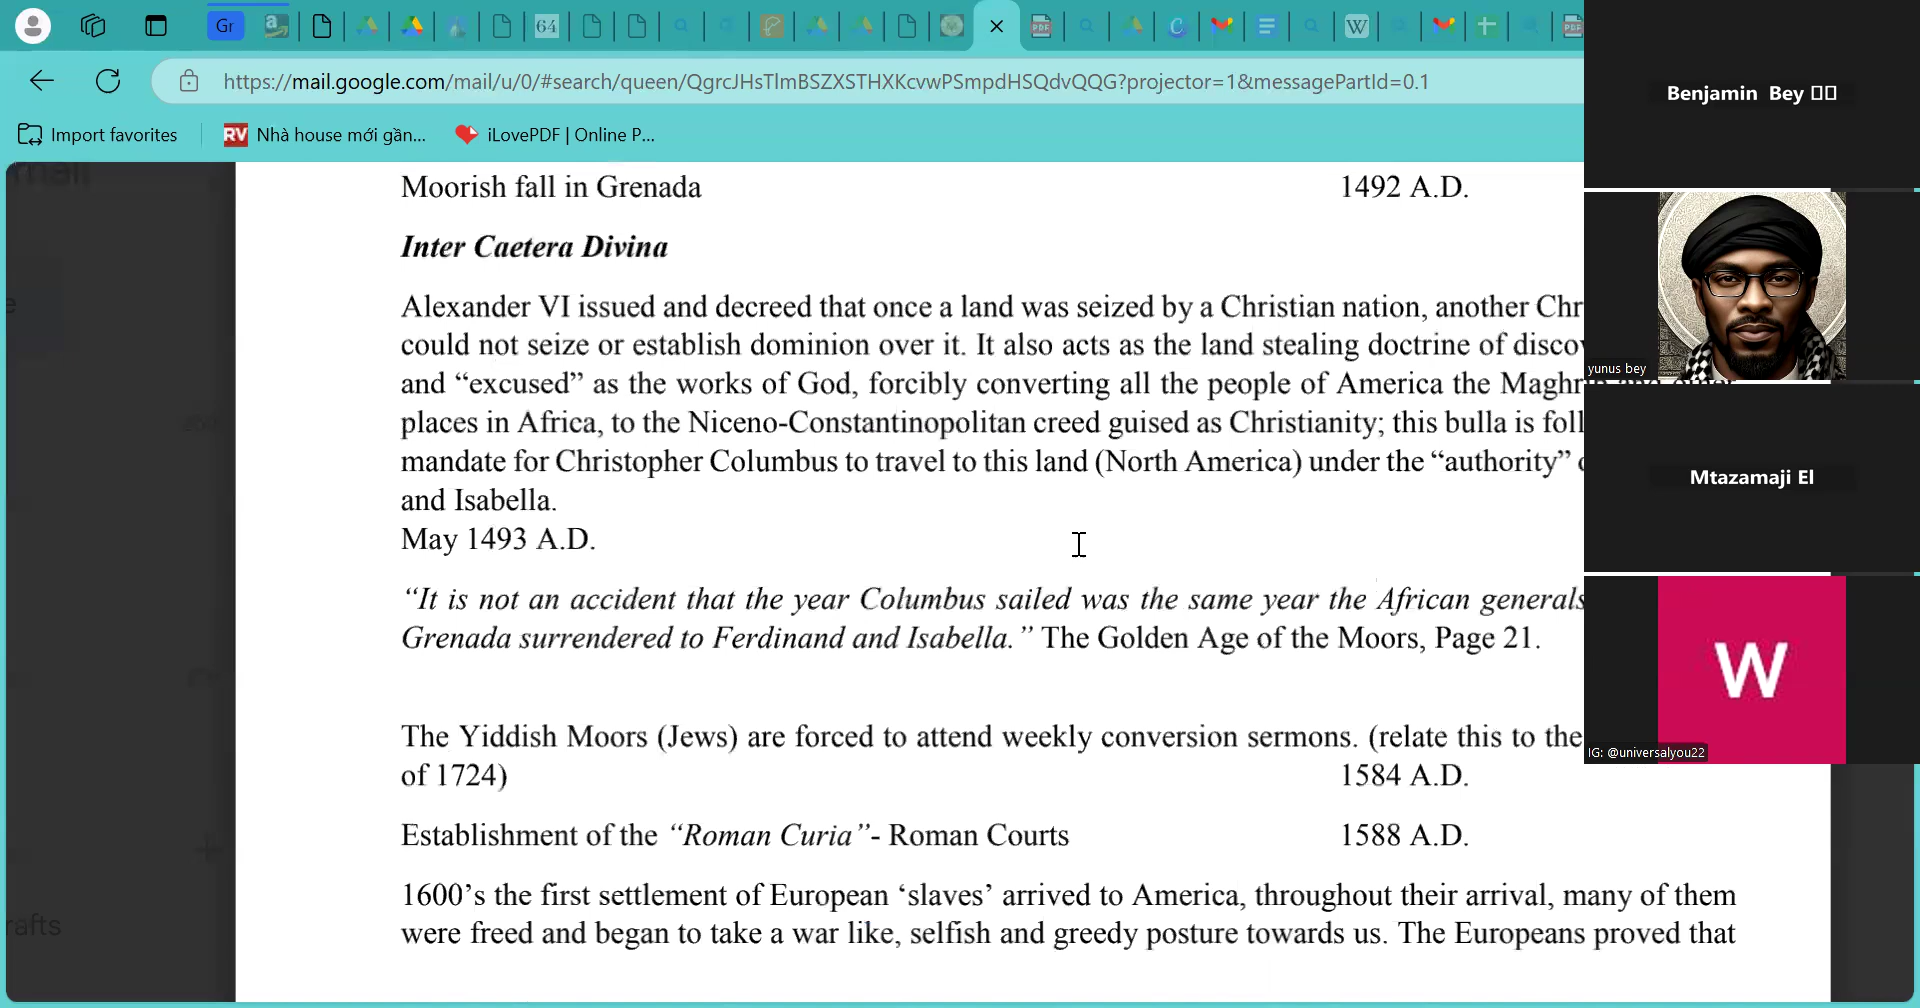 Gr
64
https://mail.google.com/mail/u/0/#search/queen/QgrcJHsTlmBSZXSTHXKcvwPSmpdHSQdvQQG?projector=1&messagePartId=0.1
Import favorites
RV Nhà house mới gần...
iLovePDF | Online P...
Moorish fall in Grenada 1492 A.D.
Inter Caetera Divina
Alexander VI issued and decreed that once a land was seized by a Christian nation, another Chr
could not seize or establish dominion over it. It also acts as the land stealing doctrine of disco
and “excused” as the works of God, forcibly converting all the people of America the Maghr
places in Africa, to the Niceno-Constantinopolitan creed guised as Christianity; this bulla is foll
mandate for Christopher Columbus to travel to this land (North America) under the “authority”
and Isabella.
May 1493 A.D.
“It is not an accident that the year Columbus sailed was the same year the African generals
Grenada surrendered to Ferdinand and Isabella.” The Golden Age of the Moors, Page 21.
The Yiddish Moors (Jews) are forced to attend weekly conversion sermons. (relate this to the
of 1724) 1584 A.D.
Establishment of the “Roman Curia”- Roman Courts 1588 A.D.
1600’s the first settlement of European ‘slaves’ arrived to America, throughout their arrival, many of them
were freed and began to take a war like, selfish and greedy posture towards us. The Europeans proved that
Benjamin Bey
yunus bey
Mtazamaji El
W
IG: @universalyou22